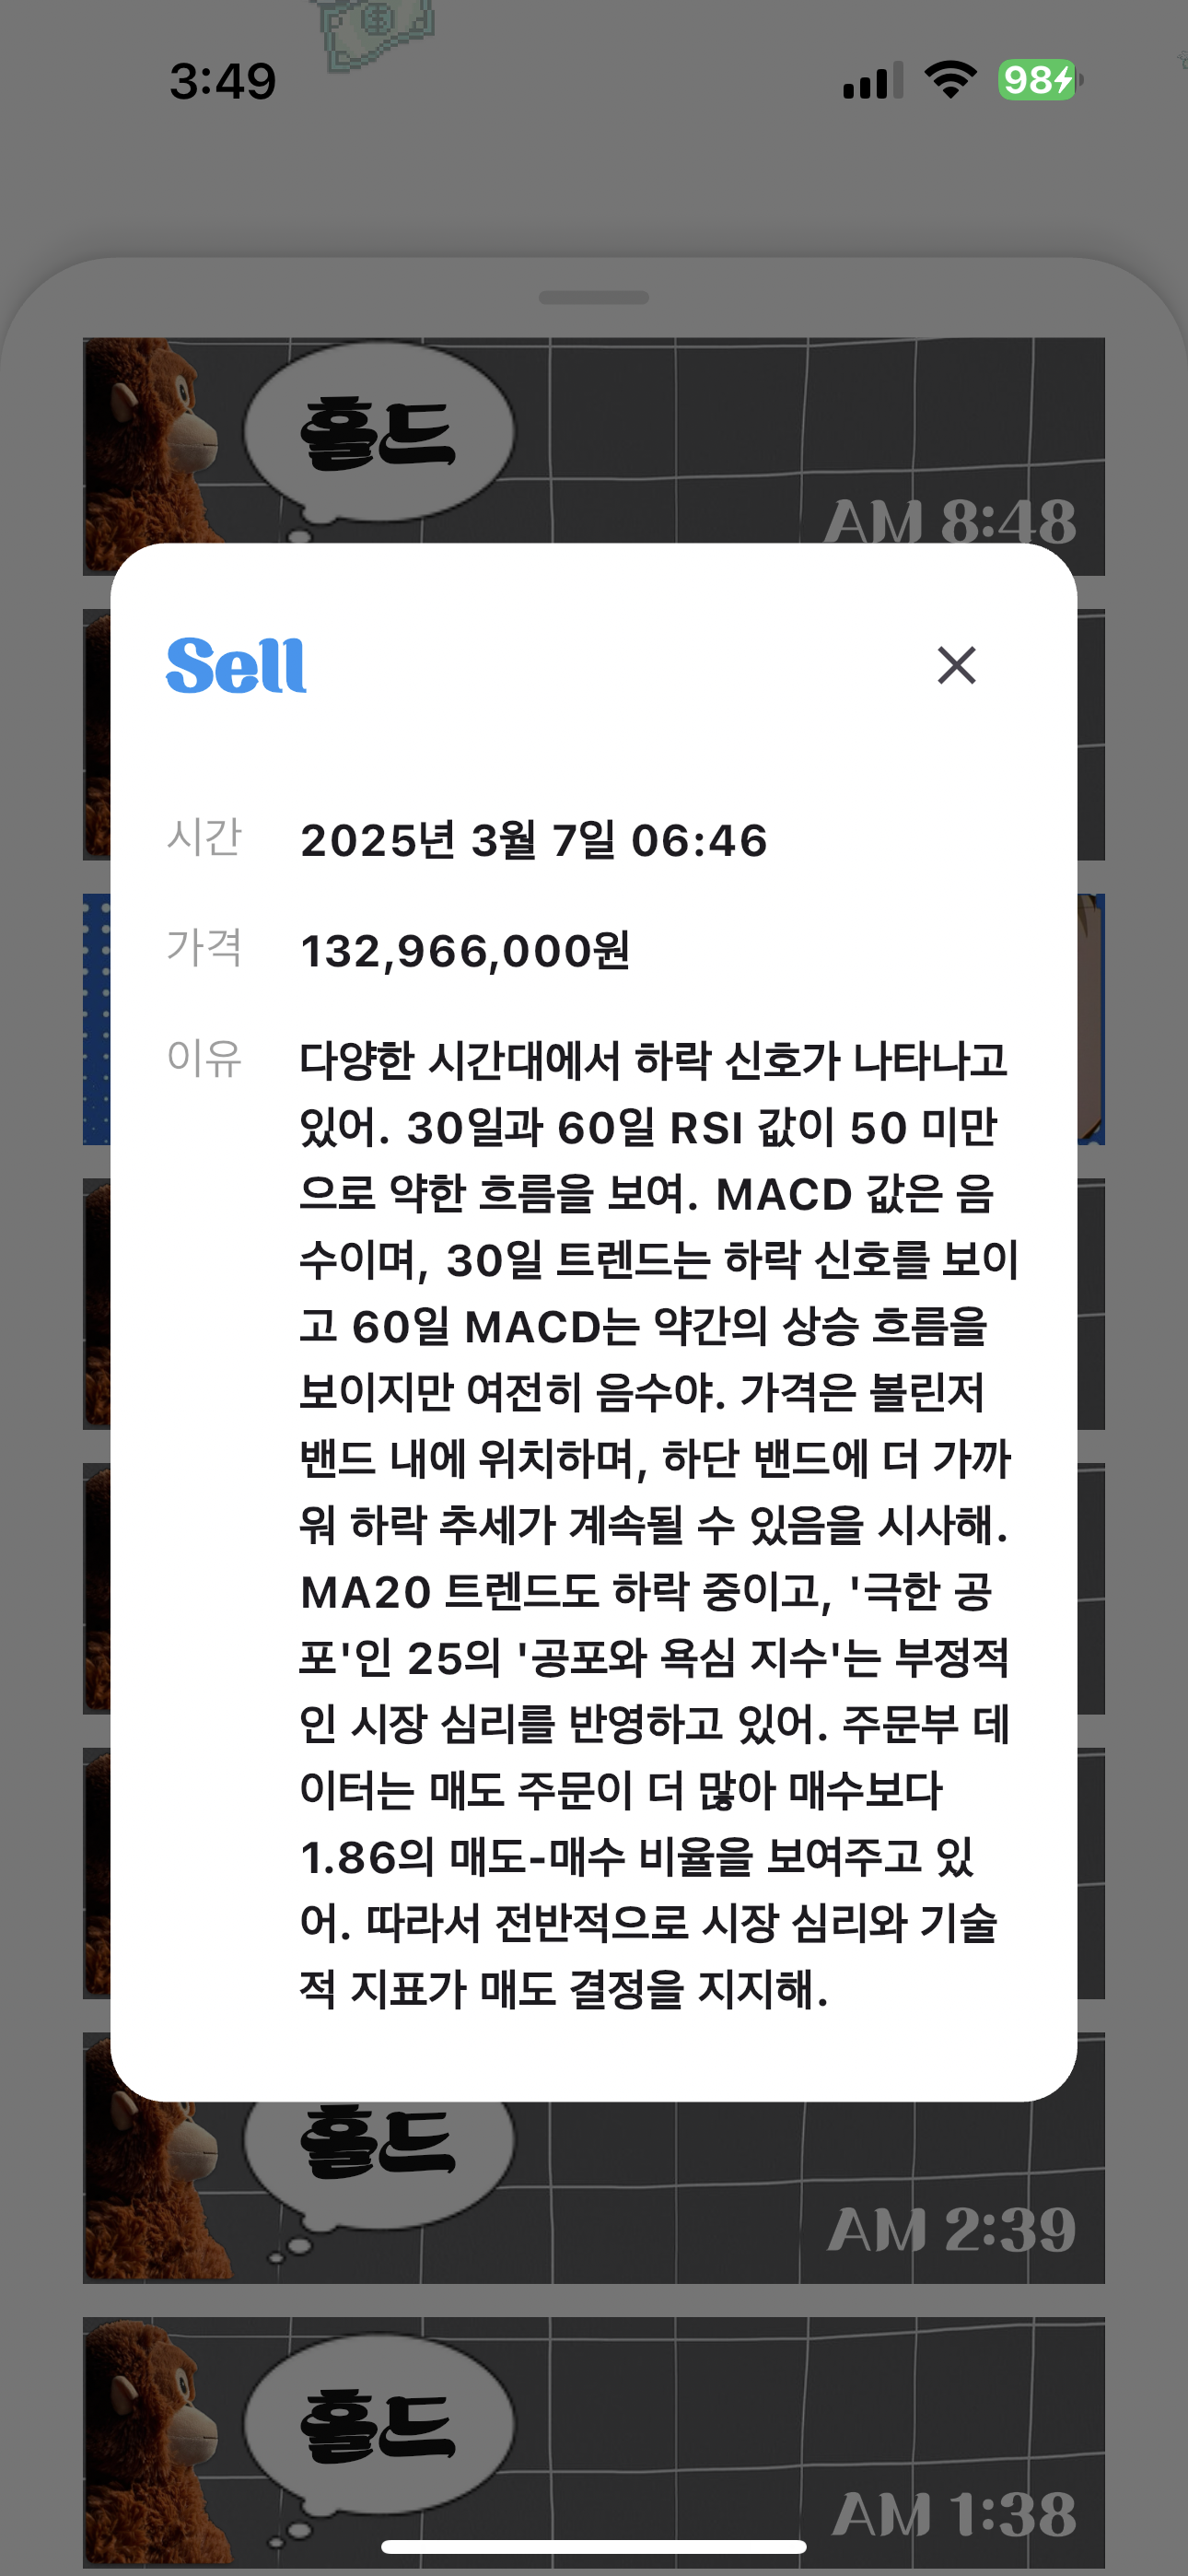 3:49
98
홀드
AM 8:48
Sell
시간
2025년 3월 7일 06:46
가격
132,966,000원
이유
다양한 시간대에서 하락 신호가 나타나고
있어. 30일과 60일 RSI 값이 50 미만
으로 약한 흐름을 보여. MACD 값은 음
수이며, 30일 트렌드는 하락 신호를 보이
고 60일 MACD는 약간의 상승 흐름을
보이지만 여전히 음수야. 가격은 볼린저
밴드 내에 위치하며, 하단 밴드에 더 가까
워 하락 추세가 계속될 수 있음을 시사해.
MA20 트렌드도 하락 중이고, '극한 공
포'인 25의 '공포와 욕심 지수'는 부정적
인 시장 심리를 반영하고 있어. 주문부 데
이터는 매도 주문이 더 많아 매수보다
1.86의 매도-매수 비율을 보여주고 있
어. 따라서 전반적으로 시장 심리와 기술
적 지표가 매도 결정을 지지해.
홀드
AM 2:39
홀드
AM 1:38